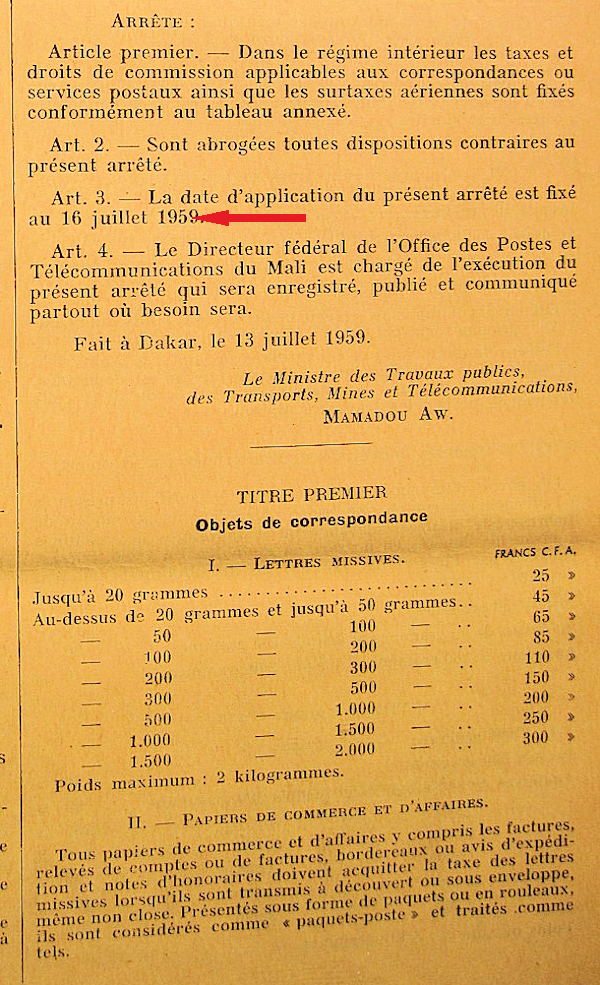 ARRÊTE :
Article premier. — Dans le régime intérieur les taxes et
droits de commission applicables aux correspondances ou
services postaux ainsi que les surtaxes aériennes sont fixés
conformément au tableau annexé.
Art. 2. — Sont abrogées toutes dispositions contraires au
présent arrêté.
Art. 3. — La date d'application du présent arrêté est fixé
au 16 juillet 1959.
Art. 4. — Le Directeur fédéral de l'Office des Postes et
Télécommunications du Mali est chargé de l'exécution du
présent arrêté qui sera enregistré, publié et communiqué
partout où besoin sera.
Fait à Dakar, le 13 juillet 1959.
Le Ministre des Travaux publics,
des Transports, Mines et Télécommunications,
MAMADOU AW.
TITRE PREMIER
Objets de correspondance
I. — LETTRES MISSIVES. FRANCS C.F.A.
Jusqu'à 20 grammes .......................... 25 »
Au-dessus de 20 grammes et jusqu'à 50 grammes.. 45 »
— 50 — 100 — .. 65 »
— 100 — 200 — .. 85 »
— 200 — 300 — .. 110 »
— 300 — 500 — .. 150 »
— 500 — 1.000 — .. 200 »
— 1.000 — 1.500 — .. 250 »
— 1.500 — 2.000 — .. 300 »
Poids maximum : 2 kilogrammes.
II. — PAPIERS DE COMMERCE ET D'AFFAIRES.
Tous papiers de commerce et d'affaires y compris les factures,
relevés de comptes ou de factures, bordereaux ou avis d'expédi-
tion et notes d'honoraires doivent acquitter la taxe des lettres
missives lorsqu'ils sont transmis à découvert ou sous enveloppe,
même non close. Présentés sous forme de paquets ou en rouleaux,
ils sont considérés comme « paquets-poste » et traités comme
tels.